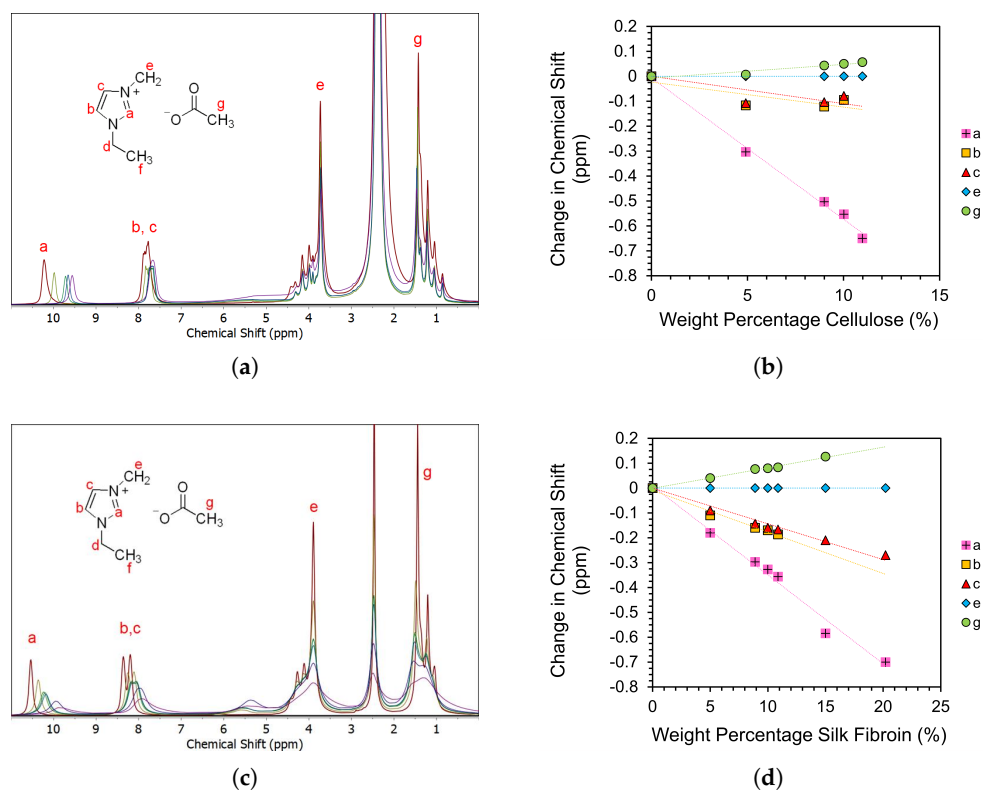 e
CH₂
c
N
+
b
a
N
d
CH₃
f
O
⁻O
CH₃
g
a
b, c
e
g
10 9 8 7 6 5 4 3 2 1
Chemical Shift (ppm)
(a)
0.2
0.1
0
-0.1
-0.2
-0.3
-0.4
-0.5
-0.6
-0.7
-0.8
0 5 10 15
Change in Chemical Shift
(ppm)
Weight Percentage Cellulose (%)
a
b
c
e
g
(b)
e
CH₂
c
N
+
b
a
N
d
CH₃
f
O
⁻O
CH₃
g
a
b,c
e
g
10 9 8 7 6 5 4 3 2 1
Chemical Shift (ppm)
(c)
0.2
0.1
0
-0.1
-0.2
-0.3
-0.4
-0.5
-0.6
-0.7
-0.8
0 5 10 15 20 25
Change in Chemical Shift
(ppm)
Weight Percentage Silk Fibroin (%)
a
b
c
e
g
(d)